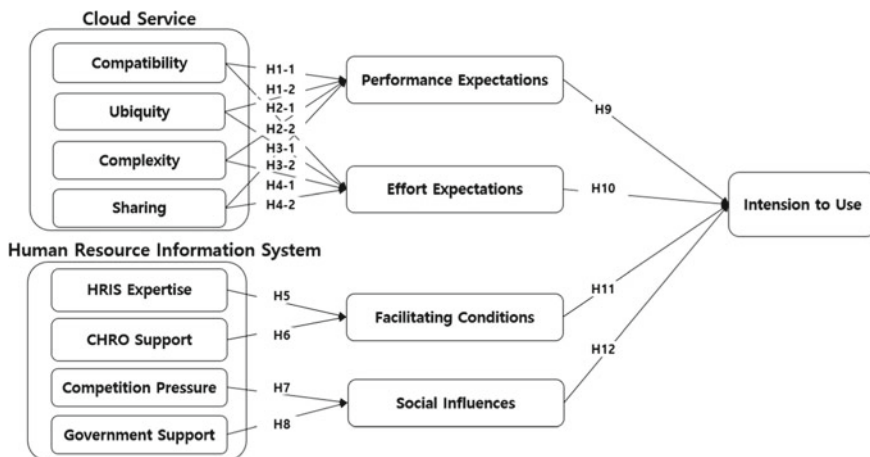 Cloud Service
Compatibility
Ubiquity
Complexity
Sharing
H1-1
H1-2
H2-1
H2-2
H3-1
H3-2
H4-1
H4-2
Performance Expectations
Effort Expectations
Human Resource Information System
HRIS Expertise
CHRO Support
Competition Pressure
Government Support
H5
H6
H7
H8
Facilitating Conditions
Social Influences
H9
H10
H11
H12
Intension to Use